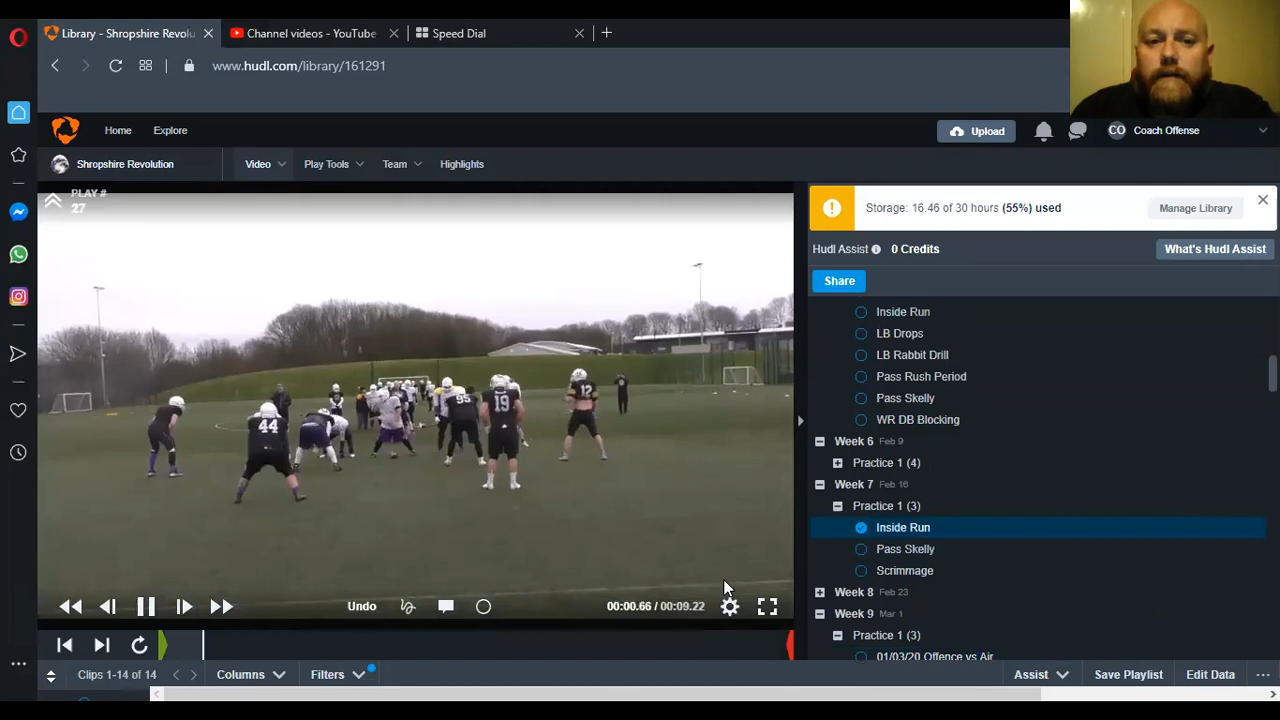 Library - Shropshire Revolu
Channel videos - YouTube
Speed Dial
www.hudl.com/library/161291
Home
Explore
Upload
CO
Coach Offense
Shropshire Revolution
Video
Play Tools
Team
Highlights
PLAY #
27
Storage: 16.46 of 30 hours (55%) used
Manage Library
Hudl Assist
0 Credits
What's Hudl Assist
Share
Inside Run
LB Drops
LB Rabbit Drill
Pass Rush Period
Pass Skelly
WR DB Blocking
Week 6 Feb 9
Practice 1 (4)
Week 7 Feb 16
Practice 1 (3)
Inside Run
Pass Skelly
Scrimmage
Week 8 Feb 23
Week 9 Mar 1
Practice 1 (3)
01/03/20 Offence vs Air
44
95
19
12
Undo
00:00.66 / 00:09.22
Clips 1-14 of 14
Columns
Filters
Assist
Save Playlist
Edit Data